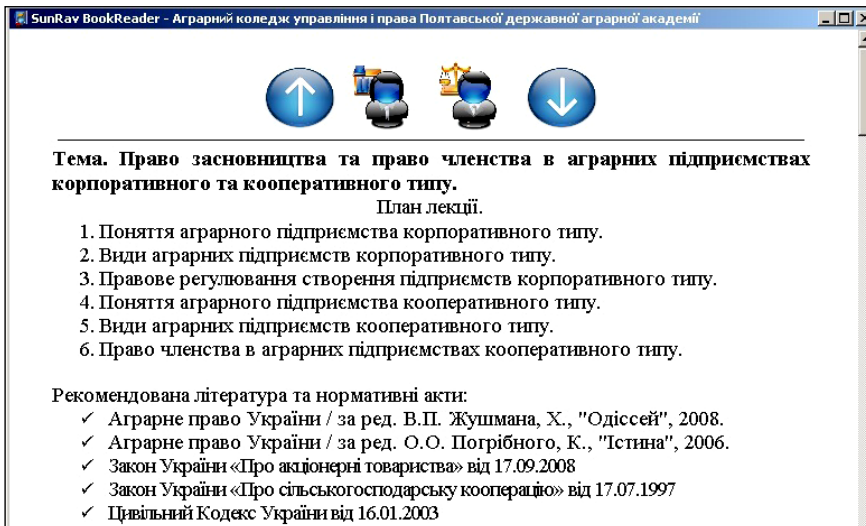 SunRav BookReader - Аграрний коледж управління і права Полтавської державної аграрної академії
Тема. Право засновництва та право членства в аграрних підприємствах
корпоративного та кооперативного типу.
План лекції.
1. Поняття аграрного підприємства корпоративного типу.
2. Види аграрних підприємств корпоративного типу.
3. Правове регулювання створення підприємств корпоративного типу.
4. Поняття аграрного підприємства кооперативного типу.
5. Види аграрних підприємств кооперативного типу.
6. Право членства в аграрних підприємствах кооперативного типу.
Рекомендована література та нормативні акти:
✓ Аграрне право України / за ред. В.П. Жушмана, Х., "Одіссей", 2008.
✓ Аграрне право України / за ред. О.О. Погрібного, К., "Істина", 2006.
✓ Закон України «Про акціонерні товариства» від 17.09.2008
✓ Закон України «Про сільськогосподарську кооперацію» від 17.07.1997
✓ Цивільний Кодекс України від 16.01.2003